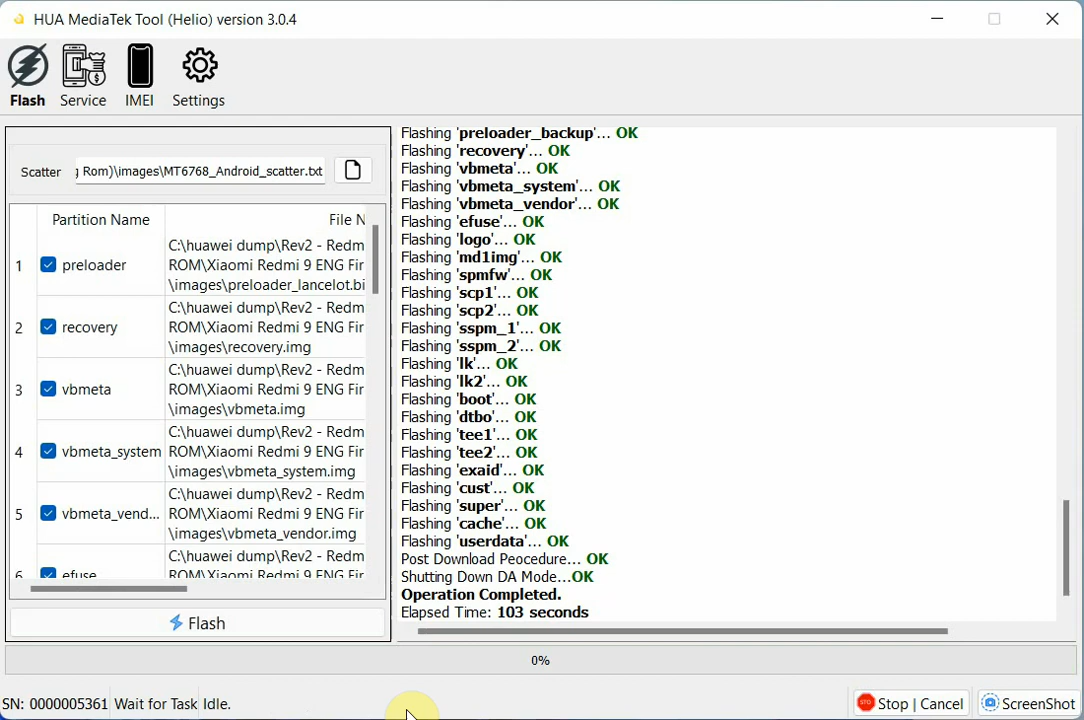 HUA MediaTek Tool (Helio) version 3.0.4
Flash Service IMEI Settings
Scatter g Rom)\images\MT6768_Android_scatter.txt
Partition Name File N
1 preloader
C:\huawei dump\Rev2 - Redm
ROM\Xiaomi Redmi 9 ENG Fir
\images\preloader_lancelot.bi
2 recovery
C:\huawei dump\Rev2 - Redm
ROM\Xiaomi Redmi 9 ENG Fir
\images\recovery.img
3 vbmeta
C:\huawei dump\Rev2 - Redm
ROM\Xiaomi Redmi 9 ENG Fir
\images\vbmeta.img
4 vbmeta_system
C:\huawei dump\Rev2 - Redm
ROM\Xiaomi Redmi 9 ENG Fir
\images\vbmeta_system.img
5 vbmeta_vend...
C:\huawei dump\Rev2 - Redm
ROM\Xiaomi Redmi 9 ENG Fir
\images\vbmeta_vendor.img
6 efuse
C:\huawei dump\Rev2 - Redm
ROM\Xiaomi Redmi 9 ENG Fir
Flash
Flashing 'preloader_backup'... OK
Flashing 'recovery'... OK
Flashing 'vbmeta'... OK
Flashing 'vbmeta_system'... OK
Flashing 'vbmeta_vendor'... OK
Flashing 'efuse'... OK
Flashing 'logo'... OK
Flashing 'md1img'... OK
Flashing 'spmfw'... OK
Flashing 'scp1'... OK
Flashing 'scp2'... OK
Flashing 'sspm_1'... OK
Flashing 'sspm_2'... OK
Flashing 'lk'... OK
Flashing 'lk2'... OK
Flashing 'boot'... OK
Flashing 'dtbo'... OK
Flashing 'tee1'... OK
Flashing 'tee2'... OK
Flashing 'exaid'... OK
Flashing 'cust'... OK
Flashing 'super'... OK
Flashing 'cache'... OK
Flashing 'userdata'... OK
Post Download Peocedure... OK
Shutting Down DA Mode...OK
Operation Completed.
Elapsed Time: 103 seconds
0%
SN: 0000005361 Wait for Task Idle.
STO Stop | Cancel ScreenShot